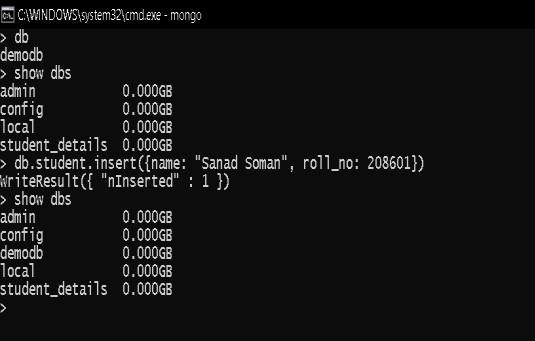 C:\WINDOWS\system32\cmd.exe - mongo
> db
demodb
> show dbs
admin 0.000GB
config 0.000GB
local 0.000GB
student_details 0.000GB
> db.student.insert({name: "Sanad Soman", roll_no: 208601})
WriteResult({ "nInserted" : 1 })
> show dbs
admin 0.000GB
config 0.000GB
demodb 0.000GB
local 0.000GB
student_details 0.000GB
>